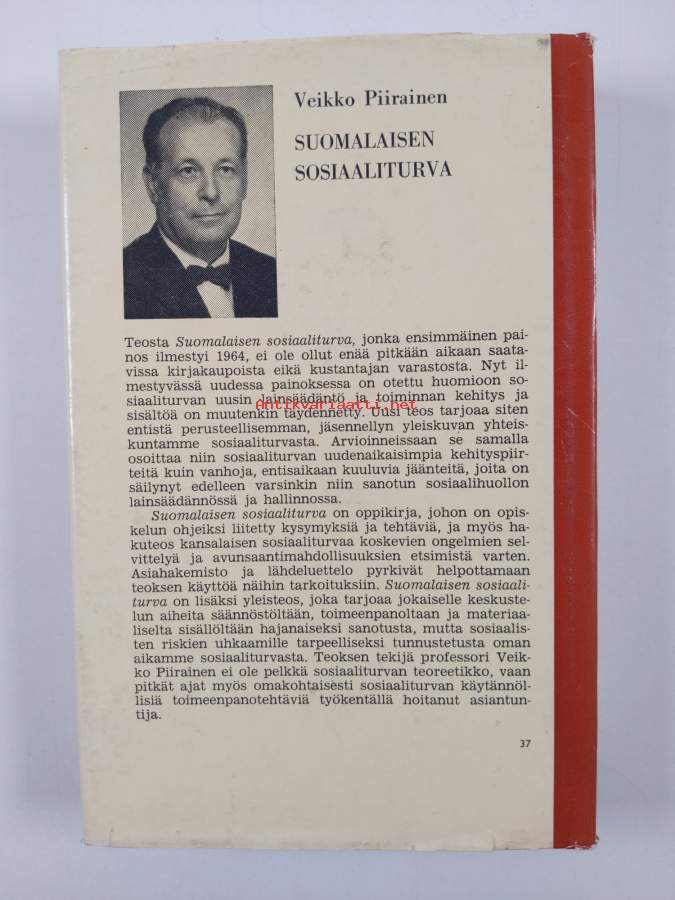 Veikko Piirainen
SUOMALAISEN
SOSIAALITURVA
Teosta Suomalaisen sosiaaliturva, jonka ensimmäinen pai-
nos ilmestyi 1964, ei ole ollut enää pitkään aikaan saata-
vissa kirjakaupoista eikä kustantajan varastosta. Nyt il-
mestyvässä uudessa painoksessa on otettu huomioon so-
siaaliturvan uusin lainsäädäntö ja toiminnan kehitys ja
Antikvariaatti.net
sisältöä on muutenkin täydennetty. Uusi teos tarjoaa siten
entistä perusteellisemman, jäsennellyn yleiskuvan yhteis-
kuntamme sosiaaliturvasta. Arvioinneissaan se samalla
osoittaa niin sosiaaliturvan uudenaikaisimpia kehityspiir-
teitä kuin vanhoja, entisaikaan kuuluvia jäänteitä, joita on
säilynyt edelleen varsinkin niin sanotun sosiaalihuollon
lainsäädännössä ja hallinnossa.
Suomalaisen sosiaaliturva on oppikirja, johon on opis-
kelun ohjeiksi liitetty kysymyksiä ja tehtäviä, ja myös ha-
kuteos kansalaisen sosiaaliturvaa koskevien ongelmien sel-
vittelyä ja avunsaantimahdollisuuksien etsimistä varten.
Asiahakemisto ja lähdeluettelo pyrkivät helpottamaan
teoksen käyttöä näihin tarkoituksiin. Suomalaisen sosiaali-
turva on lisäksi yleisteos, joka tarjoaa jokaiselle keskuste-
lun aiheita säännöstöltään, toimeenpanoltaan ja materiaa-
liselta sisällöltään hajanaiseksi sanotusta, mutta sosiaalis-
ten riskien uhkaamille tarpeelliseksi tunnustetusta oman
aikamme sosiaaliturvasta. Teoksen tekijä professori Veik-
ko Piirainen ei ole pelkkä sosiaaliturvan teoreetikko, vaan
pitkät ajat myös omakohtaisesti sosiaaliturvan käytännöl-
lisiä toimeenpanotehtäviä työkentällä hoitanut asiantun-
tija.
37